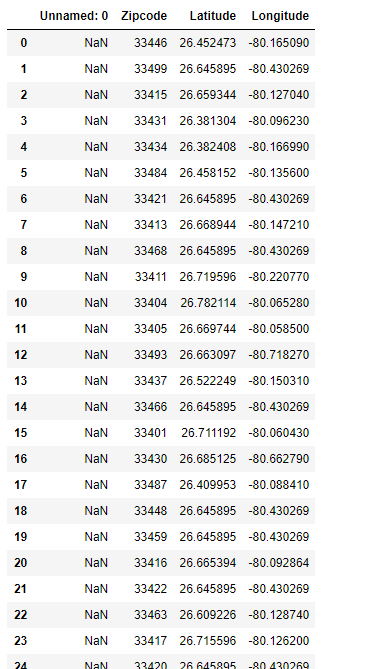 Unnamed: 0 Zipcode Latitude Longitude
0 NaN 33446 26.452473 -80.165090
1 NaN 33499 26.645895 -80.430269
2 NaN 33415 26.659344 -80.127040
3 NaN 33431 26.381304 -80.096230
4 NaN 33434 26.382408 -80.166990
5 NaN 33484 26.458152 -80.135600
6 NaN 33421 26.645895 -80.430269
7 NaN 33413 26.668944 -80.147210
8 NaN 33468 26.645895 -80.430269
9 NaN 33411 26.719596 -80.220770
10 NaN 33404 26.782114 -80.065280
11 NaN 33405 26.669744 -80.058500
12 NaN 33493 26.663097 -80.718270
13 NaN 33437 26.522249 -80.150310
14 NaN 33466 26.645895 -80.430269
15 NaN 33401 26.711192 -80.060430
16 NaN 33430 26.685125 -80.662790
17 NaN 33487 26.409953 -80.088410
18 NaN 33448 26.645895 -80.430269
19 NaN 33459 26.645895 -80.430269
20 NaN 33416 26.665394 -80.092864
21 NaN 33422 26.645895 -80.430269
22 NaN 33463 26.609226 -80.128740
23 NaN 33417 26.715596 -80.126200
24 NaN 33420 26.645895 -80.430269